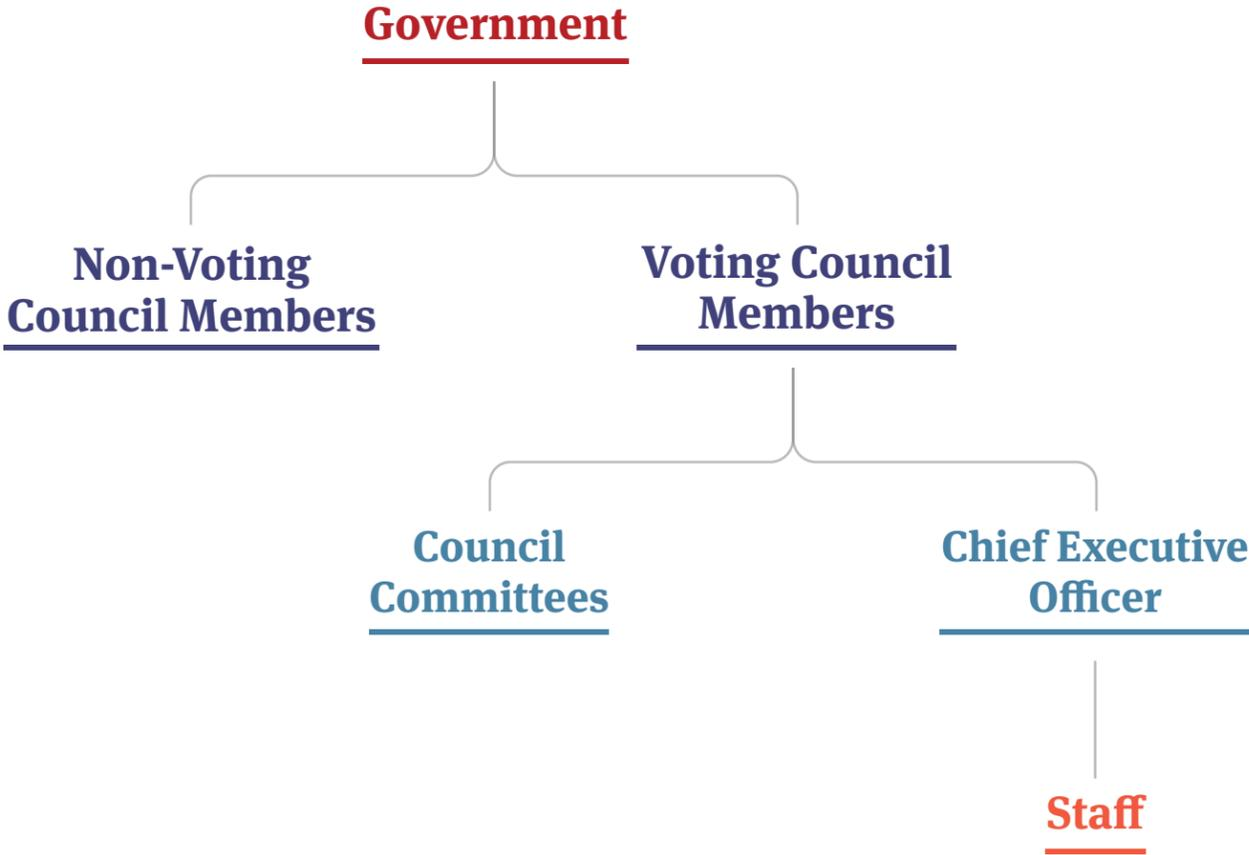 Government
Non-Voting
Council Members
Voting Council
Members
Council
Committees
Chief Executive
Officer
Staff